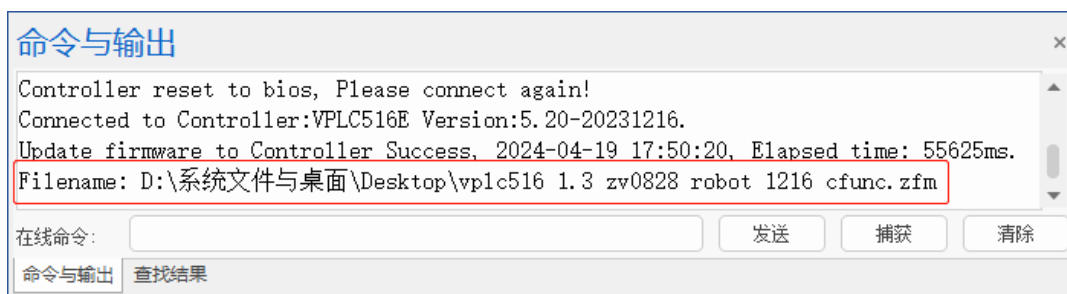 命令与输出
Controller reset to bios, Please connect again!
Connected to Controller:VPLC516E Version:5.20-20231216.
Update firmware to Controller Success, 2024-04-19 17:50:20, Elapsed time: 55625ms.
Filename: D:\系统文件与桌面\Desktop\vplc516 1.3 zv0828 robot 1216 cfunc.zfm
在线命令: 发送 捕获 清除
命令与输出 查找结果